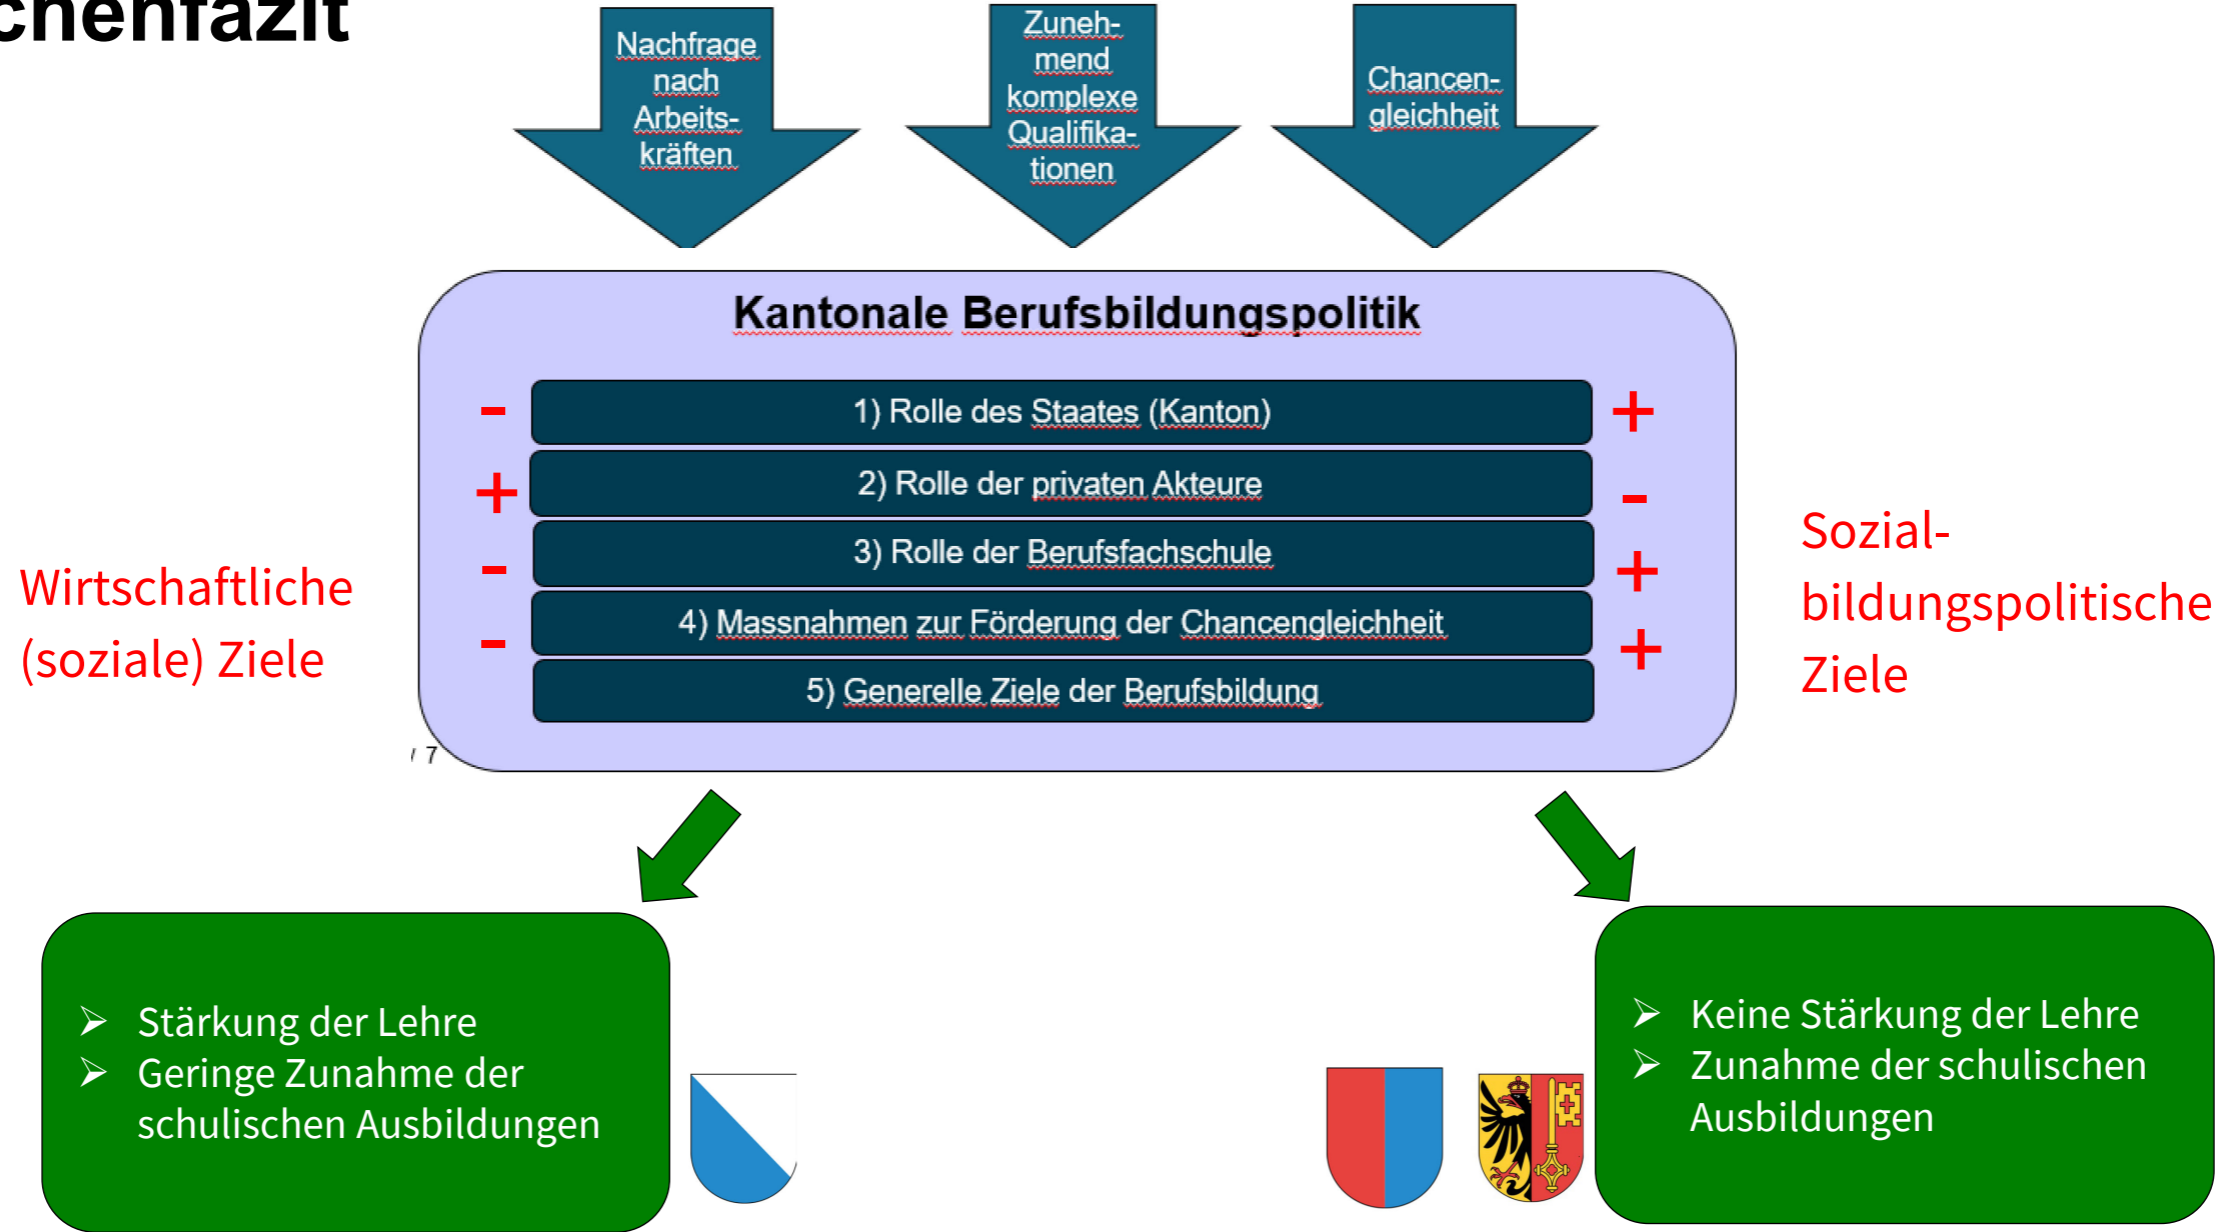 chenfazit
Nachfrage
nach
Arbeits-
kräften
Zuneh-
mend
komplexe
Qualifika-
tionen
Chancen-
gleichheit
Kantonale Berufsbildungspolitik
- 1) Rolle des Staates (Kanton) +
+ 2) Rolle der privaten Akteure -
- 3) Rolle der Berufsfachschule +
- 4) Massnahmen zur Förderung der Chancengleichheit +
5) Generelle Ziele der Berufsbildung
/ 7
Wirtschaftliche
(soziale) Ziele
Sozial-
bildungspolitische
Ziele
➢ Stärkung der Lehre
➢ Geringe Zunahme der
schulischen Ausbildungen
➢ Keine Stärkung der Lehre
➢ Zunahme der schulischen
Ausbildungen